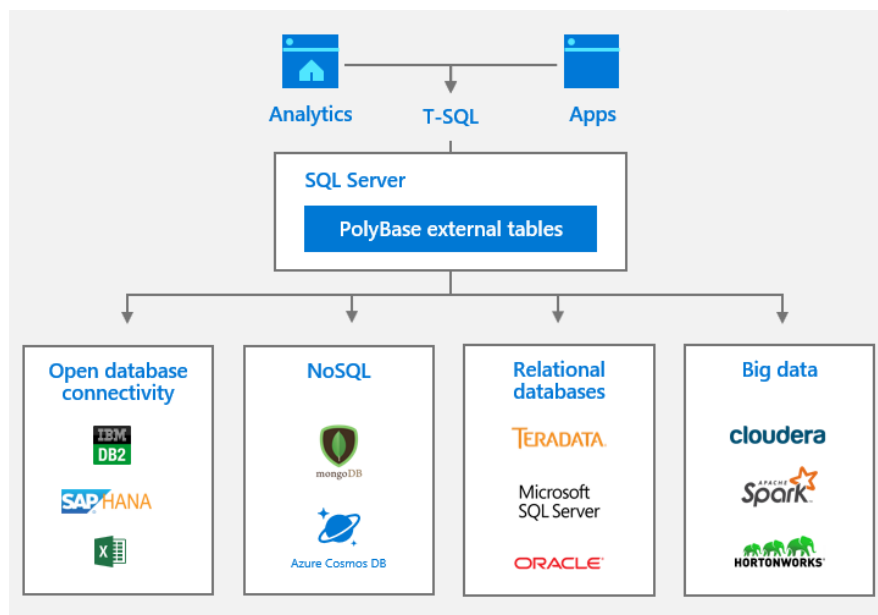 Analytics
T-SQL
Apps
SQL Server
PolyBase external tables
Open database
connectivity
IBM
DB2
SAP HANA
X
NoSQL
mongoDB
Azure Cosmos DB
Relational
databases
TERADATA.
Microsoft
SQL Server
ORACLE
Big data
cloudera
APACHE
Spark
HORTONWORKS